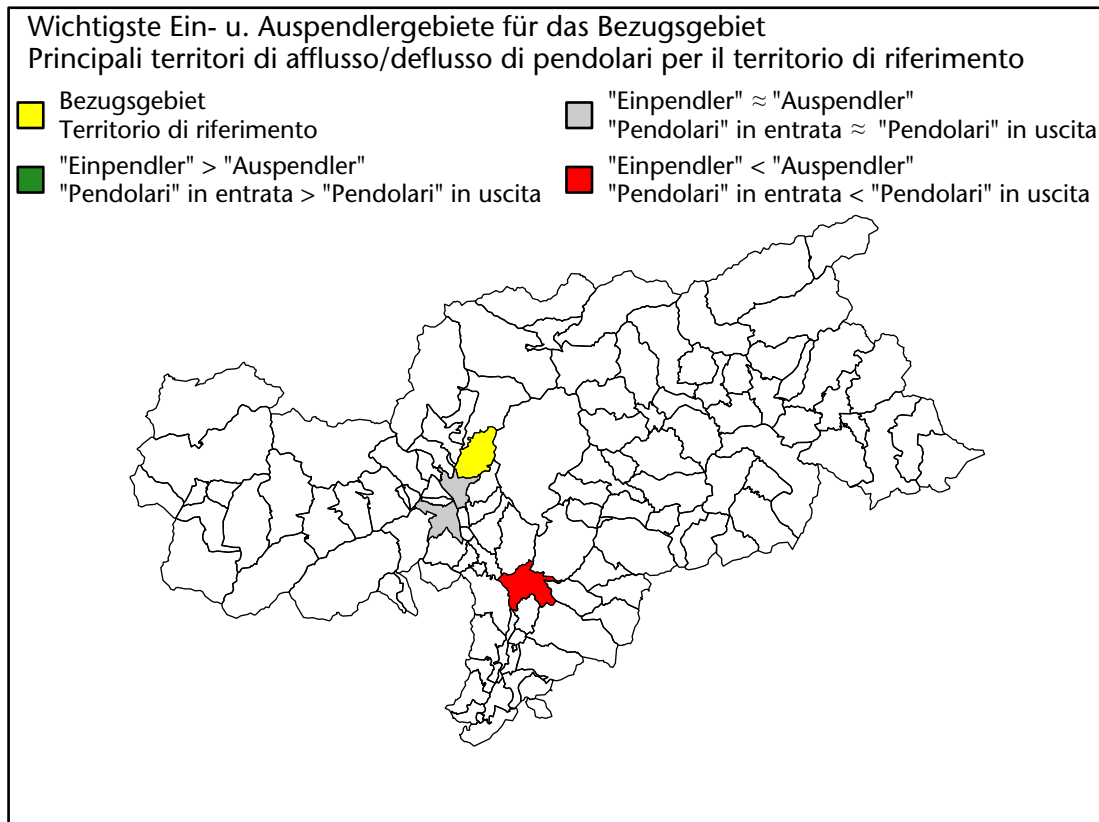 Wichtigste Ein- u. Auspendlergebiete für das Bezugsgebiet
Principali territori di afflusso/deflusso di pendolari per il territorio di riferimento
Bezugsgebiet
Territorio di riferimento
"Einpendler" > "Auspendler"
"Pendolari" in entrata > "Pendolari" in uscita
"Einpendler" ≈ "Auspendler"
"Pendolari" in entrata ≈ "Pendolari" in uscita
"Einpendler" < "Auspendler"
"Pendolari" in entrata < "Pendolari" in uscita